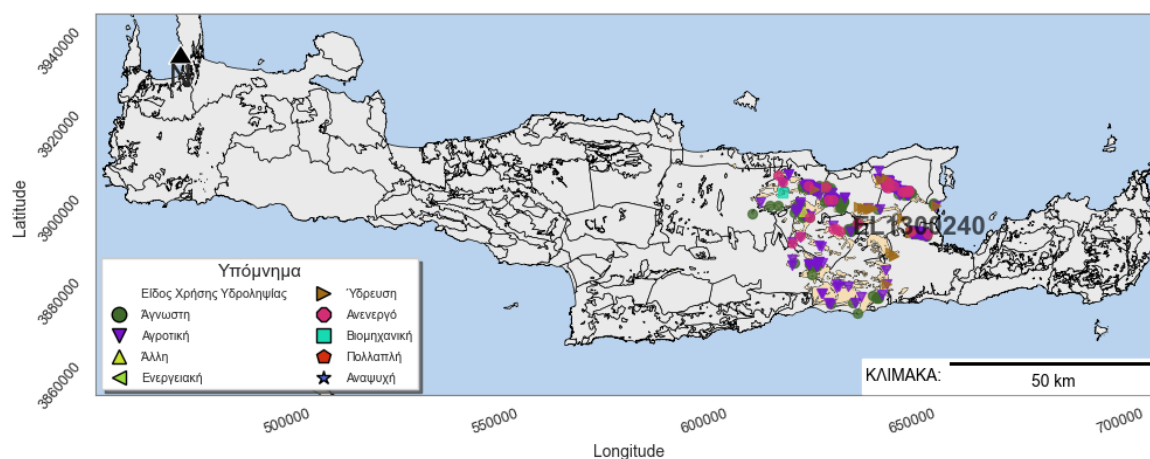 3940000
3920000
3900000
3880000
3860000
Latitude
N
EL1300240
Υπόμνημα
Είδος Χρήσης Υδροληψίας
Άγνωστη
Αγροτική
Άλλη
Ενεργειακή
Ύδρευση
Ανενεργό
Βιομηχανική
Πολλαπλή
Αναψυχή
ΚΛΙΜΑΚΑ:
50 km
500000
550000
600000
650000
700000
Longitude